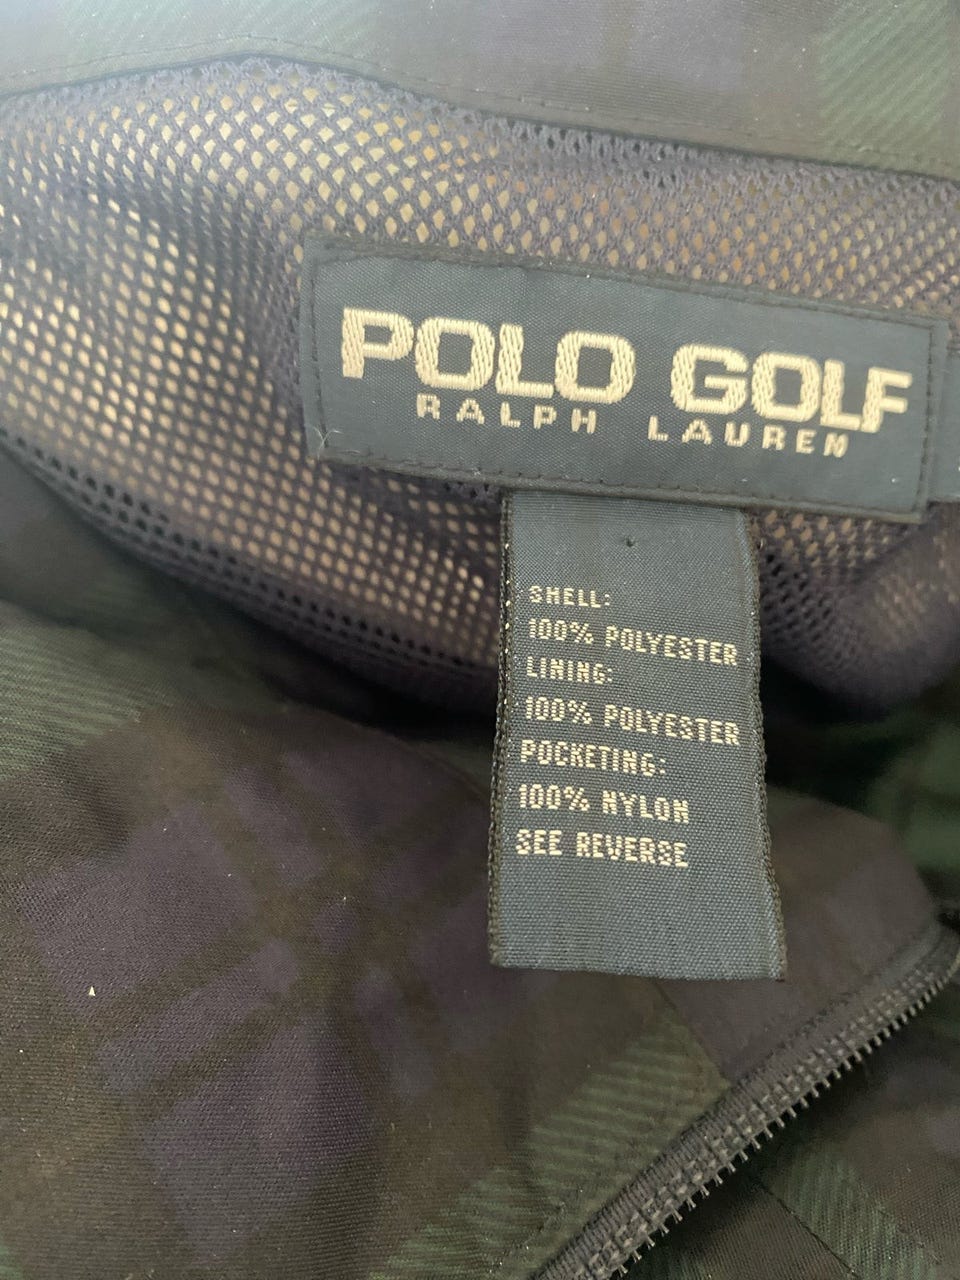 POLO GOLF
RALPH LAUREN
SHELL:
100% POLYESTER
LINING:
100% POLYESTER
POCKETING:
100% NYLON
SEE REVERSE